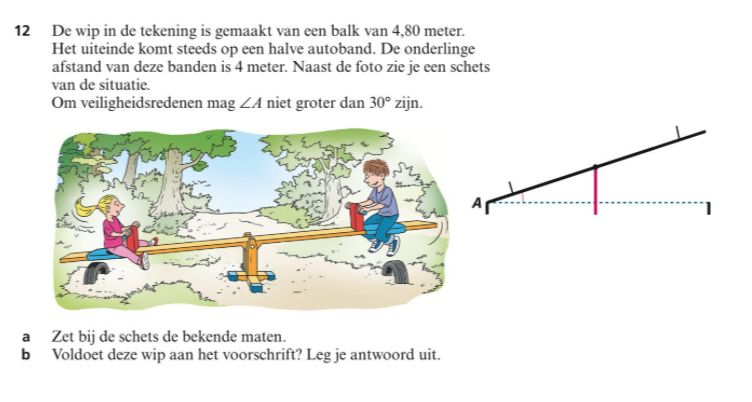 12 De wip in de tekening is gemaakt van een balk van 4,80 meter.
Het uiteinde komt steeds op een halve autoband. De onderlinge
afstand van deze banden is 4 meter. Naast de foto zie je een schets
van de situatie.
Om veiligheidsredenen mag ∠A niet groter dan 30° zijn.
A
a Zet bij de schets de bekende maten.
b Voldoet deze wip aan het voorschrift? Leg je antwoord uit.